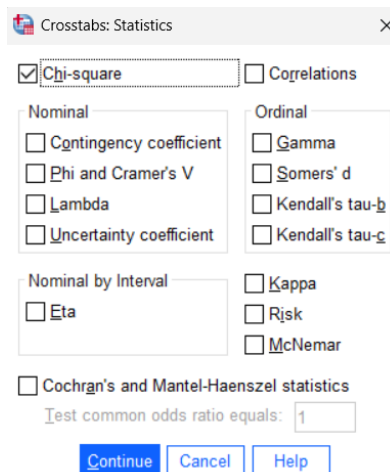 Crosstabs: Statistics
Chi-square
Correlations
Nominal
Contingency coefficient
Phi and Cramer's V
Lambda
Uncertainty coefficient
Ordinal
Gamma
Somers' d
Kendall's tau-b
Kendall's tau-c
Nominal by Interval
Eta
Kappa
Risk
McNemar
Cochran's and Mantel-Haenszel statistics
Test common odds ratio equals: 1
Continue Cancel Help